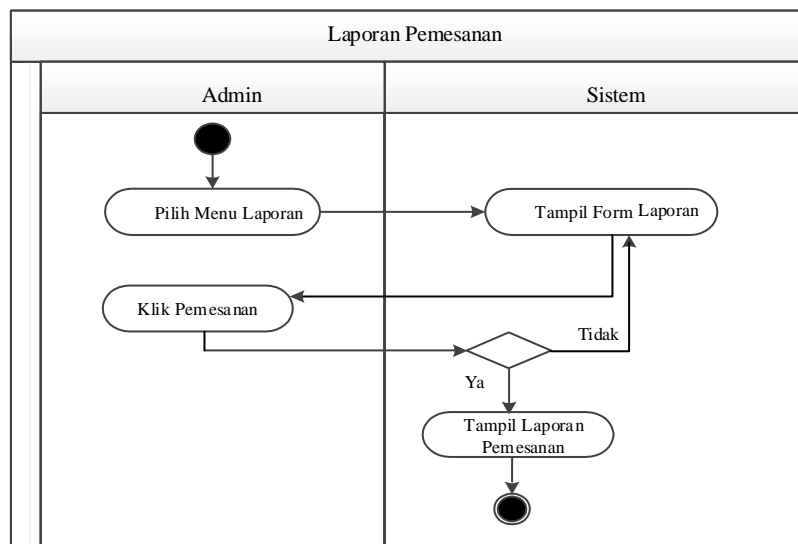 Laporan Pemesanan
Admin
Sistem
Pilih Menu Laporan
Tampil Form Laporan
Klik Pemesanan
Tidak
Ya
Tampil Laporan
Pemesanan